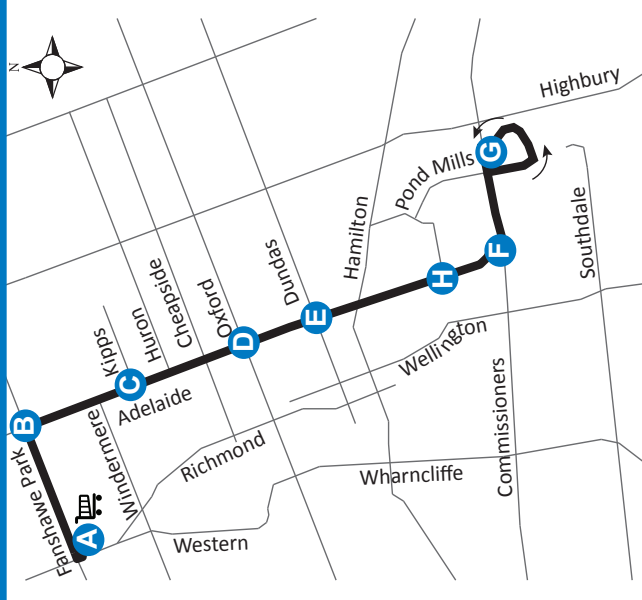 N
Highbury
G
Pond Mills
Hamilton
Southdale
F
H
Dundas
E
Oxford
D
Cheapside
Huron
Kipps
C
Adelaide
Wellington
Commissioners
B
Fanshawe Park
Windermere
Richmond
Wharncliffe
A
Western